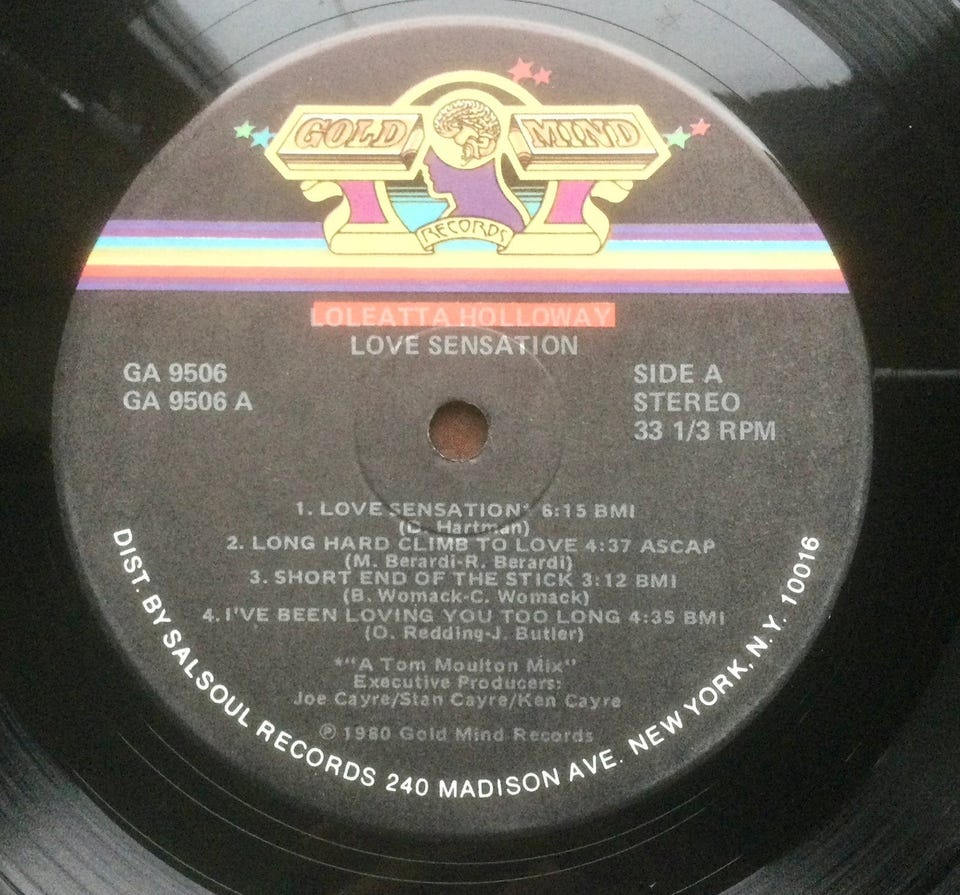 GOLD MIND
RECORDS
LOLEATTA HOLLOWAY
LOVE SENSATION
GA 9506
GA 9506 A
SIDE A
STEREO
33 1/3 RPM
1. LOVE SENSATION* 6:15 BMI
(D. Hartman)
2. LONG HARD CLIMB TO LOVE 4:37 ASCAP
(M. Berardi-R. Berardi)
3. SHORT END OF THE STICK 3:12 BMI
(B. Womack-C. Womack)
4. I'VE BEEN LOVING YOU TOO LONG 4:35 BMI
(O. Redding-J. Butler)
*"A Tom Moulton Mix"
Executive Producers:
Joe Cayre/Stan Cayre/Ken Cayre
℗ 1980 Gold Mind Records
DIST. BY SALSOUL RECORDS 240 MADISON AVE. NEW YORK, N.Y. 10016